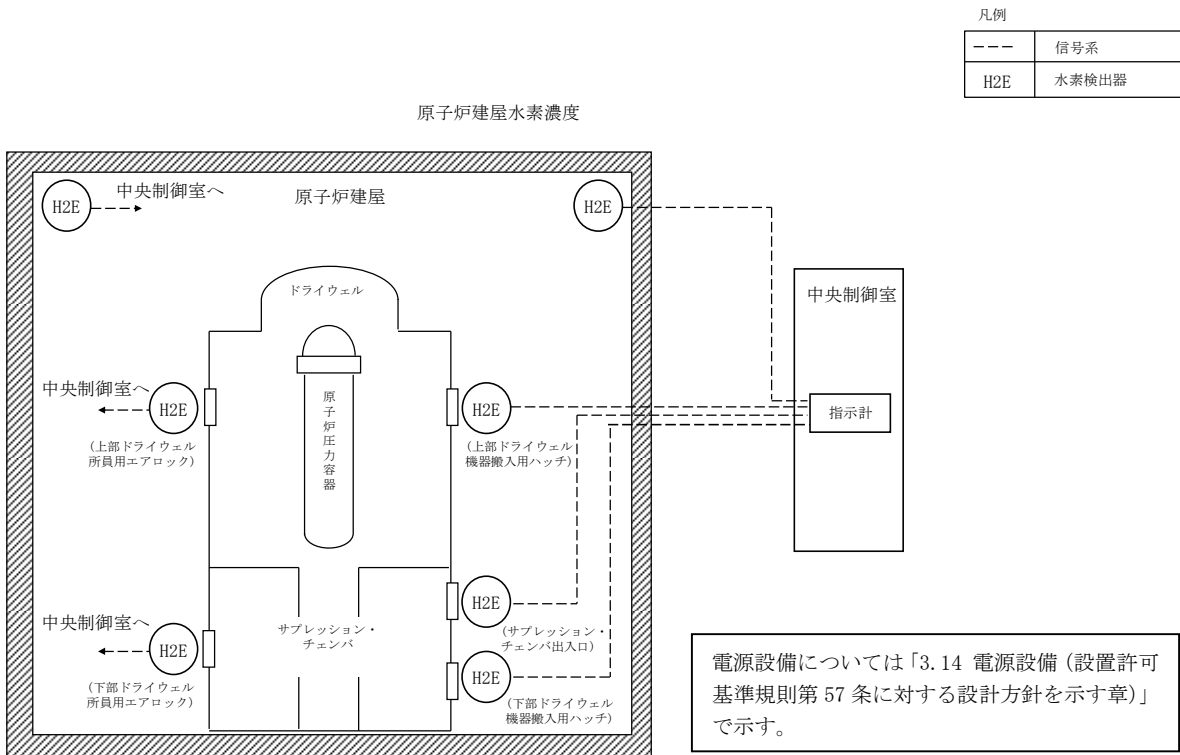 凡例
--- 信号系
H2E 水素検出器
原子炉建屋水素濃度
H2E
中央制御室へ
原子炉建屋
H2E
ドライウェル
中央制御室
原子炉圧力容器
中央制御室へ
H2E
(上部ドライウェル
所員用エアロック)
H2E
(上部ドライウェル
機器搬入用ハッチ)
指示計
H2E
(サプレッション・
チェンバ出入口)
サプレッション・
チェンバ
中央制御室へ
H2E
(下部ドライウェル
所員用エアロック)
H2E
(下部ドライウェル
機器搬入用ハッチ)
電源設備については「3.14 電源設備(設置許可
基準規則第 57 条に対する設計方針を示す章)」
で示す。